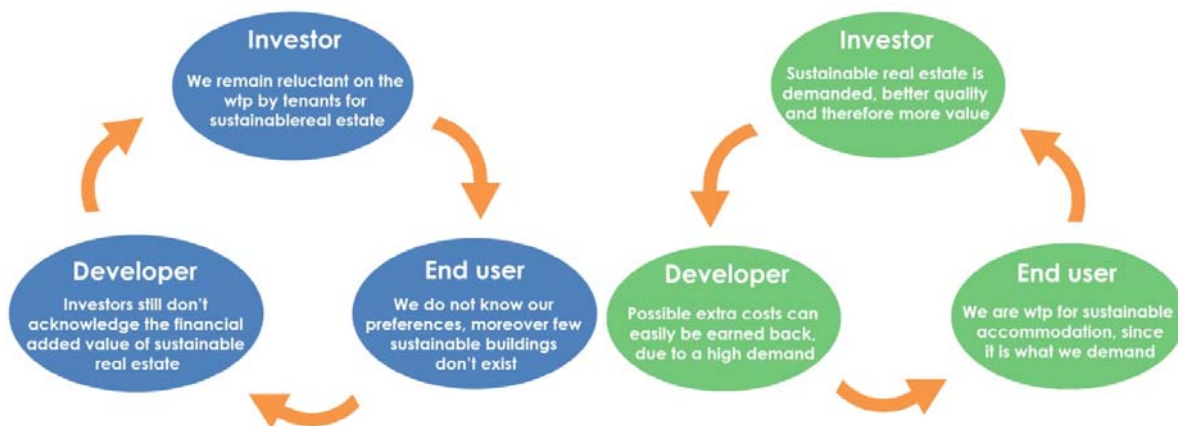 Investor
We remain reluctant on the
wtp by tenants for
sustainablereal estate
Developer
Investors still don't
acknowledge the financial
added value of sustainable
real estate
End user
We do not know our
preferences, moreover few
sustainable buildings
don't exist
Investor
Sustainable real estate is
demanded, better quality
and therefore more value
Developer
Possible extra costs can
easily be earned back,
due to a high demand
End user
We are wtp for sustainable
accommodation, since
it is what we demand